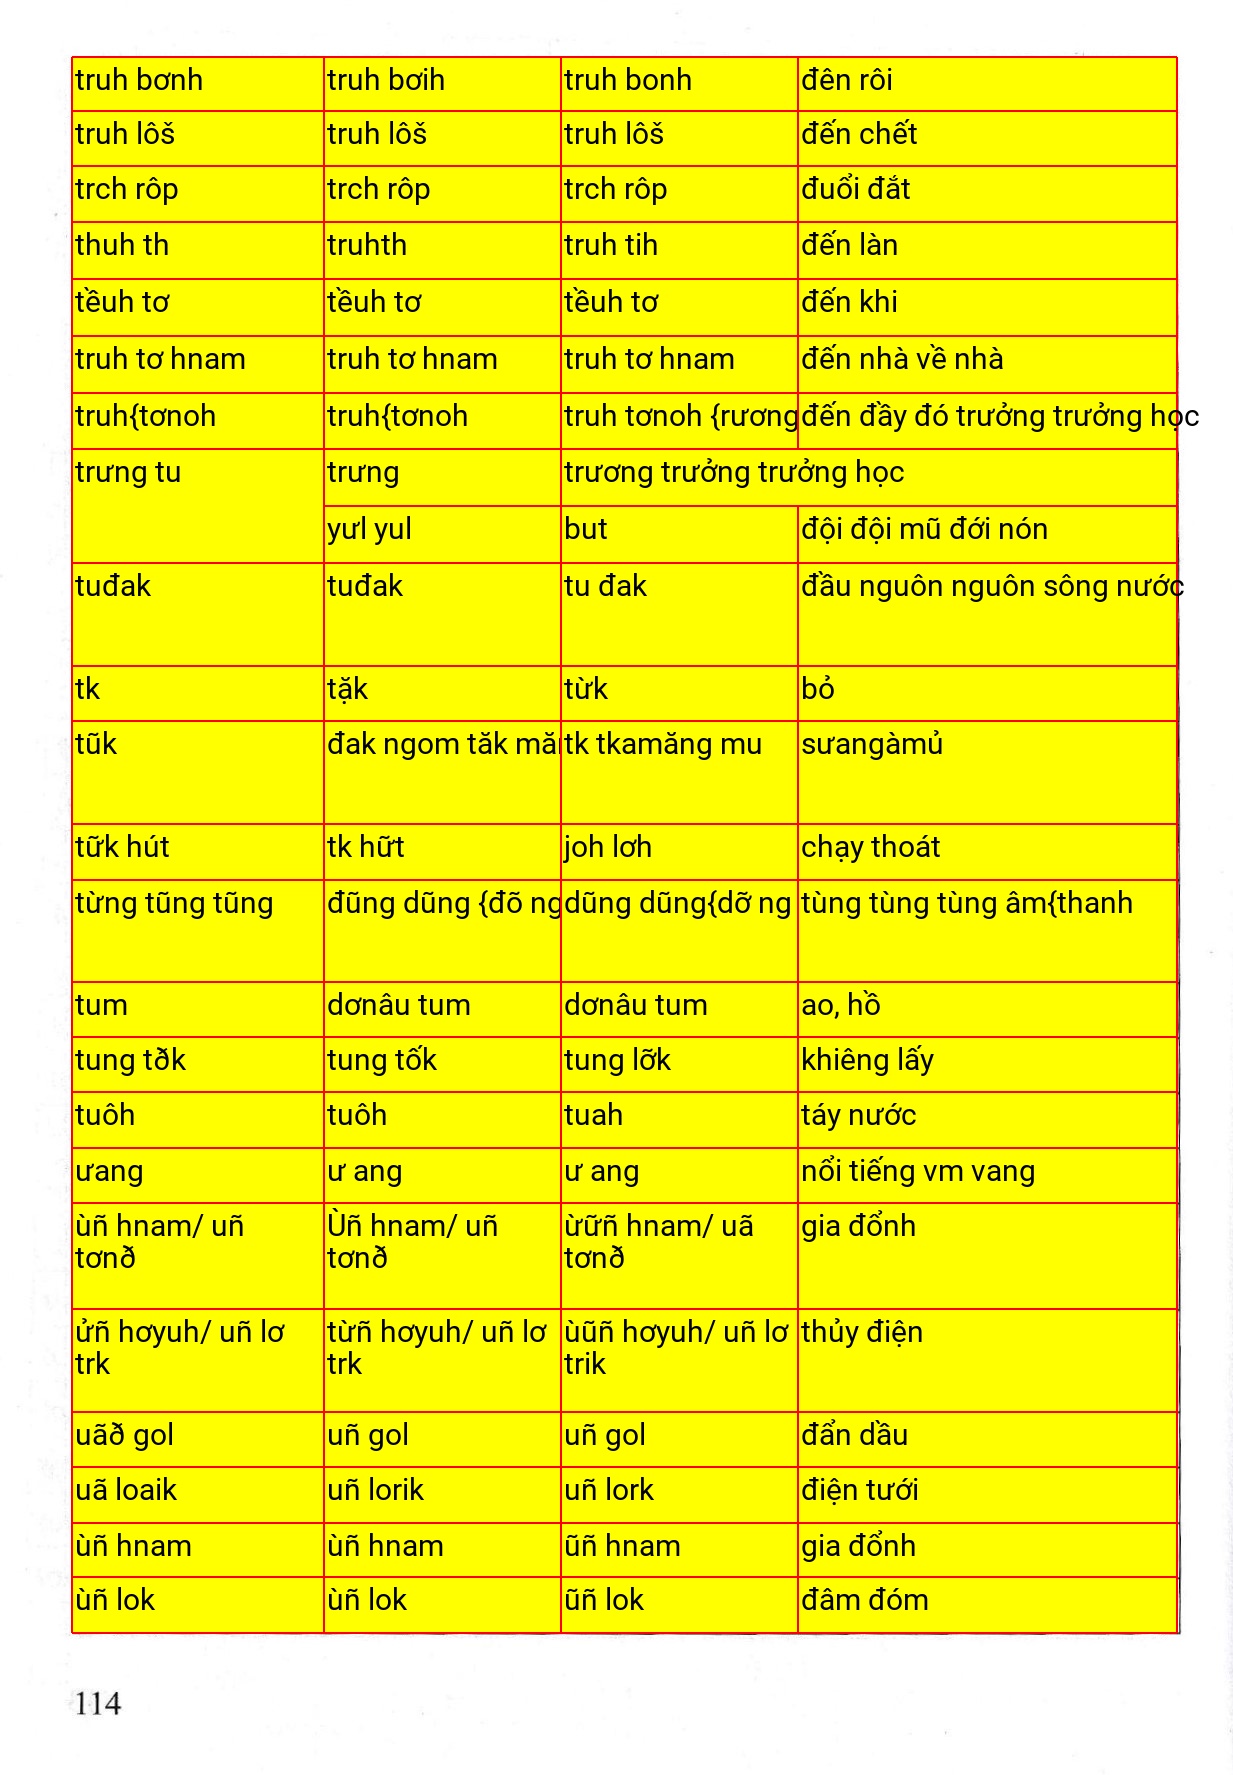 truh bơnh truh bơih truh bonh đên rôi
truh lôš truh lôš truh lôš đến chết
trch rôp trch rôp trch rôp đuổi đắt
thuh th truhth truh tih đến làn
tềuh tơ tềuh tơ tềuh tơ đến khi
truh tơ hnam truh tơ hnam truh tơ hnam đến nhà về nhà
truh{tơnoh truh{tơnoh truh tơnoh {rương đến đầy đó trưởng trưởng học
trưng tu trưng trương trưởng trưởng học
yưl yul but đội đội mũ đới nón
tuđak tuđak tu đak đầu nguôn nguôn sông nước
tk tặk từk bỏ
tũk đak ngom tăk măn tk tkamăng mu sưangàmủ
tữk hút tk hữt joh lơh chạy thoát
từng tũng tũng đũng dũng {đõ ng dũng dũng{dỡ ng tùng tùng tùng âm{thanh
tum dơnâu tum dơnâu tum ao, hồ
tung tðk tung tốk tung lỡk khiêng lấy
tuôh tuôh tuah táy nước
ưang ư ang ư ang nổi tiếng vm vang
ùñ hnam/ uñ Ùñ hnam/ uñ ừữñ hnam/ uã gia đổnh
tơnð tơnð tơnð
ửñ hơyuh/ uñ lơ từñ hơyuh/ uñ lơ ùũñ hơyuh/ uñ lơ thủy điện
trk trk trik
uãð gol uñ gol uñ gol đẩn dầu
uã loaik uñ lorik uñ lork điện tưới
ùñ hnam ùñ hnam ũñ hnam gia đổnh
ùñ lok ùñ lok ũñ lok đâm đóm
114